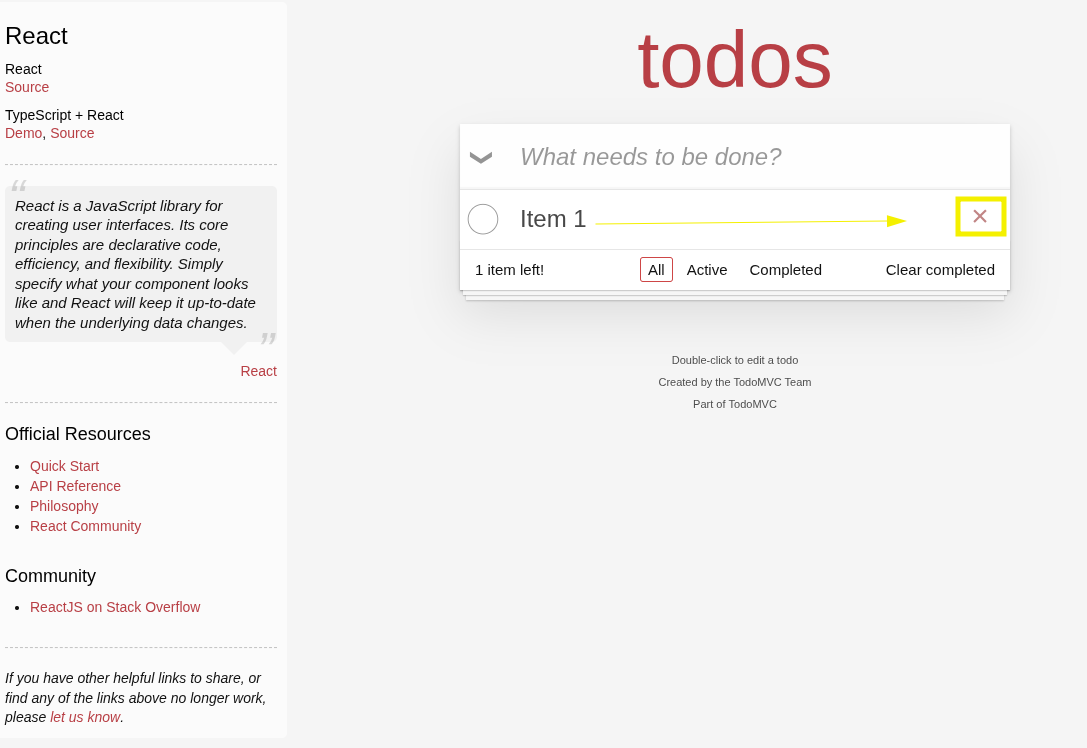 React
React
Source
TypeScript + React
Demo, Source
“
React is a JavaScript library for
creating user interfaces. Its core
principles are declarative code,
efficiency, and flexibility. Simply
specify what your component looks
like and React will keep it up-to-date
when the underlying data changes.
”
React
Official Resources
• Quick Start
• API Reference
• Philosophy
• React Community
Community
• ReactJS on Stack Overflow
If you have other helpful links to share, or
find any of the links above no longer work,
please let us know.
todos
What needs to be done?
Item 1 ×
1 item left! All Active Completed Clear completed
Double-click to edit a todo
Created by the TodoMVC Team
Part of TodoMVC